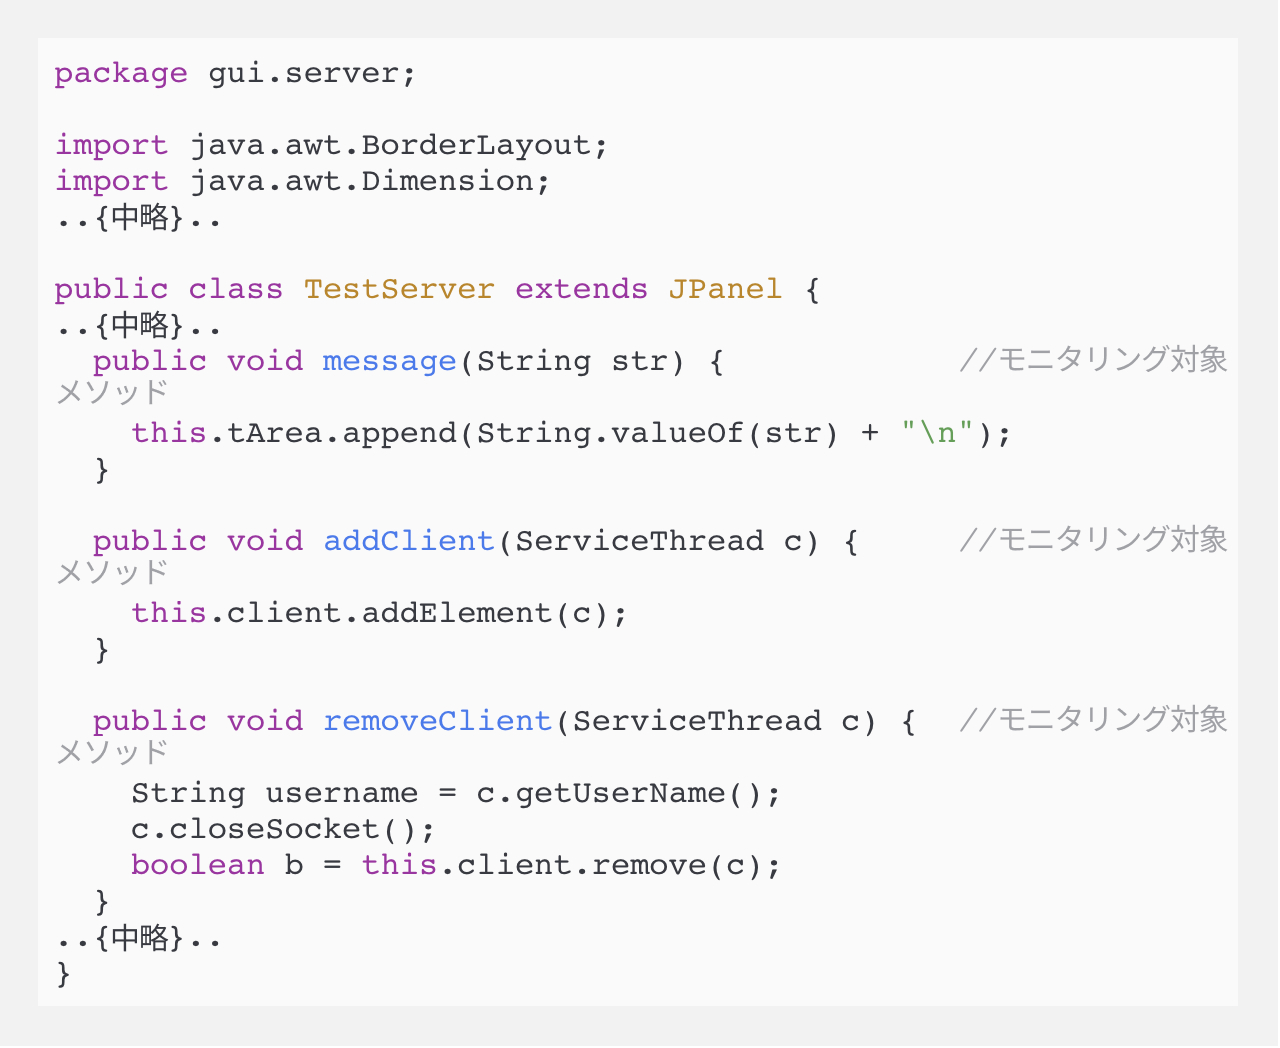 package gui.server;

import java.awt.BorderLayout;
import java.awt.Dimension;
..{中略}..

public class TestServer extends JPanel {
..{中略}..
  public void message(String str) {            //モニタリング対象
メソッド
    this.tArea.append(String.valueOf(str) + "\n");
  }

  public void addClient(ServiceThread c) {     //モニタリング対象
メソッド
    this.client.addElement(c);
  }

  public void removeClient(ServiceThread c) {  //モニタリング対象
メソッド
    String username = c.getUserName();
    c.closeSocket();
    boolean b = this.client.remove(c);
  }
..{中略}..
}